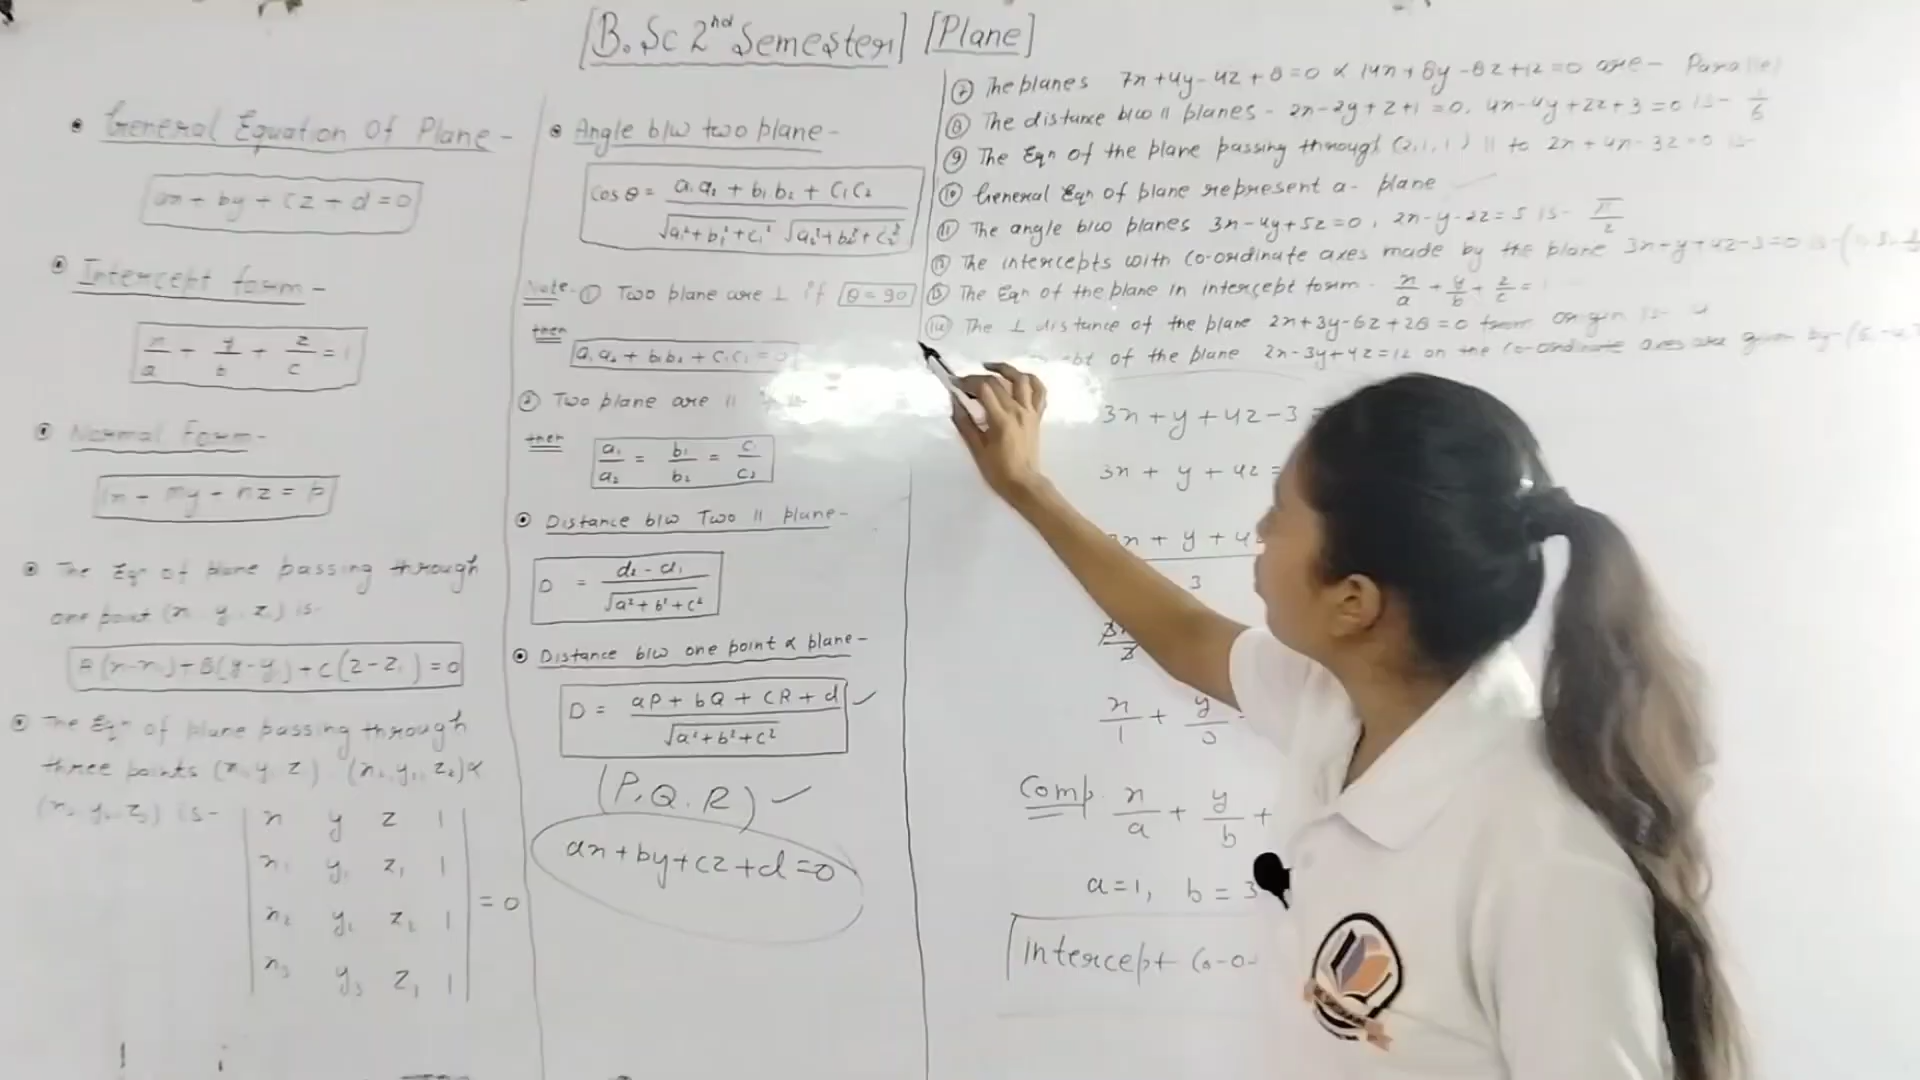 [B. Sc 2nd Semester] [Plane]
General Equation Of Plane-
ax + by + cz + d = 0
Intercept form-
x/a + y/b + z/c = 1
Normal Form-
lx + my + nz = p
The Eqn of plane passing through
one point (x, y, z,) is-
A(x-x,) + B(y-y,) + C(z-z,) = 0
The Eqn of plane passing through
three points (x, y, z,) (x2, y2, z2) &
(x3, y3, z3) is-
x y z 1
x1 y1 z1 1
x2 y2 z2 1 = 0
x3 y3 z1 1
Angle b/w two plane-
Cos θ = a1a2 + b1b2 + c1c2 / √a1²+b1²+c1² √a2²+b2²+c2²
Note- ① Two plane are ⊥ if θ = 90
then
a1a2 + b1b2 + c1c2 = 0
② Two plane are ||
then
a1/a2 = b1/b2 = c1/c2
Distance b/w Two || plane-
D = d2 - d1 / √a²+b²+c²
Distance b/w one point & plane-
D = aP + bQ + cR + d / √a²+b²+c² ✓
(P, Q, R) ✓
ax + by + cz + d = 0
⑦ The planes 7x + 4y - 4z + 8 = 0 & 14x + 8y - 8z + 12 = 0 are- Parallel
⑧ The distance b/w || planes - 2x - 2y + z + 1 = 0, 4x - 4y + 2z + 3 = 0 is- 1/6
⑨ The Eqn of the plane passing through (2,1,1) || to 2x + 4x - 3z = 0 is-
⑩ General Eqn of plane represent a- plane
⑪ The angle b/w planes 3x - 4y + 5z = 0, 2x - y - 2z = 5 is- π/2
⑫ The intercepts with co-ordinate axes made by the plane 3x - y + 4z - 3 = 0 is-
⑬ The Eqn of the plane in intercept form- x/a + y/b + z/c = 1
⑭ The ⊥ distance of the plane 2x + 3y - 6z + 28 = 0 from origin is- 4
of the plane 2x - 3y + 4z = 12 on the co-ordinate axes are given by-
3x + y + 4z - 3
3x + y + 4z =
x + y + 4
3
x/1 + y/3
Comp. x/a + y/b +
a = 1, b = 3
Intercept Co-o-